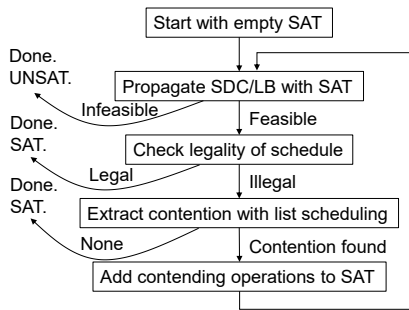 Start with empty SAT
Done.
UNSAT.
Propagate SDC/LB with SAT
Infeasible
Feasible
Done.
SAT.
Check legality of schedule
Legal
Illegal
Done.
SAT.
Extract contention with list scheduling
None
Contention found
Add contending operations to SAT